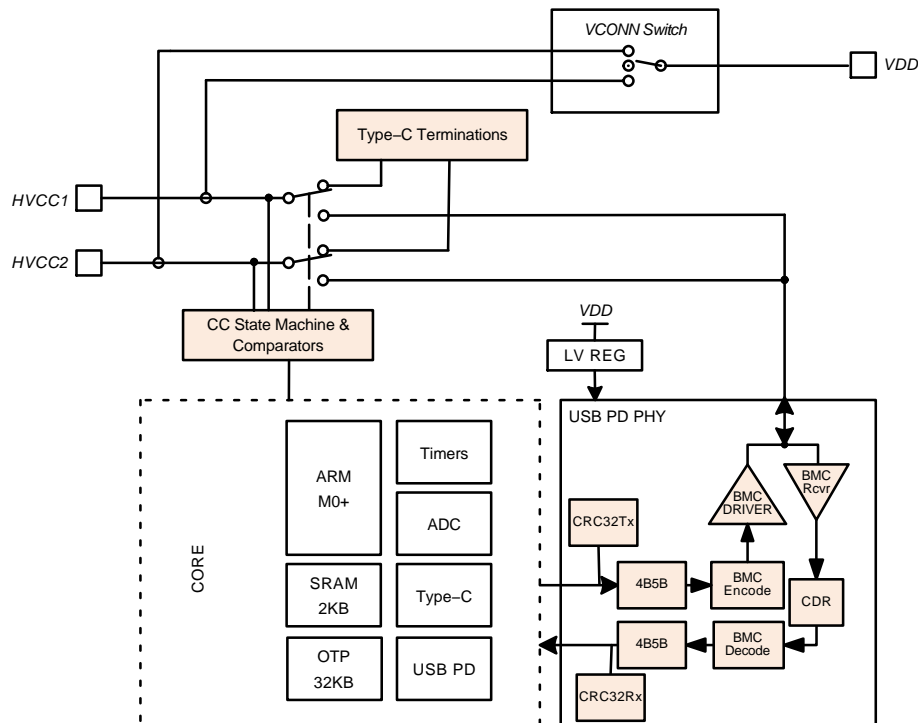 VCONN Switch
VDD
Type−C Terminations
HVCC1
HVCC2
CC State Machine &
Comparators
VDD
LV REG
USB PD PHY
CORE
ARM
M0+
Timers
ADC
SRAM
2KB
Type−C
OTP
32KB
USB PD
BMC
DRIVER
BMC
Rcvr
CRC32Tx
4B5B
BMC
Encode
CDR
4B5B
BMC
Decode
CRC32Rx